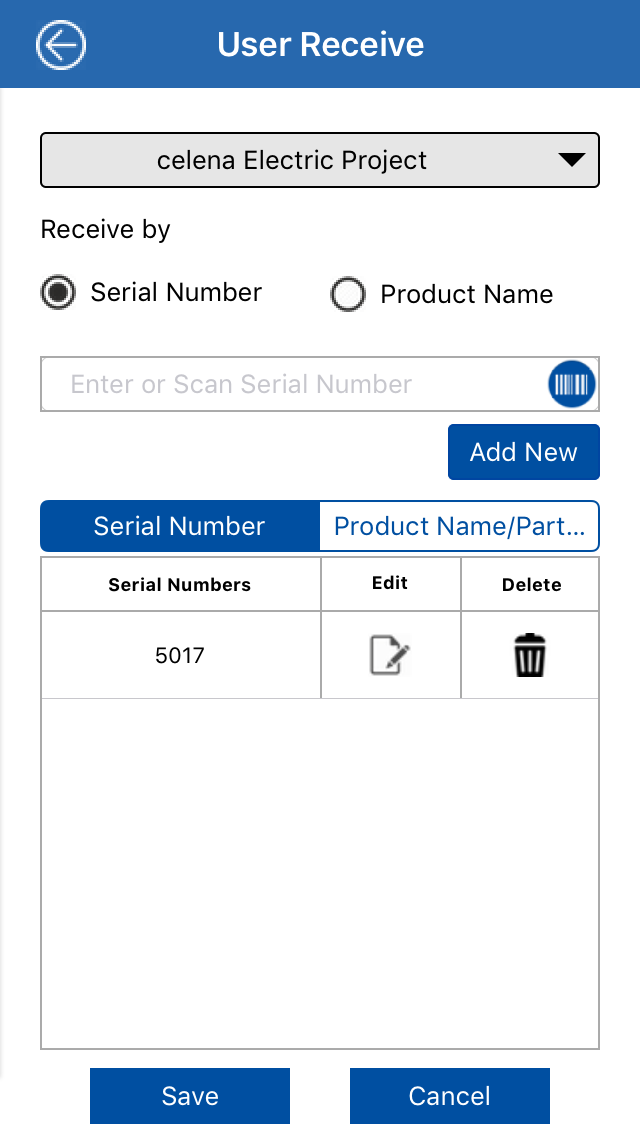 User Receive
celena Electric Project
Receive by
Serial Number
Product Name
Enter or Scan Serial Number
Add New
Serial Number
Product Name/Part...
Serial Numbers
Edit
Delete
5017
Save
Cancel